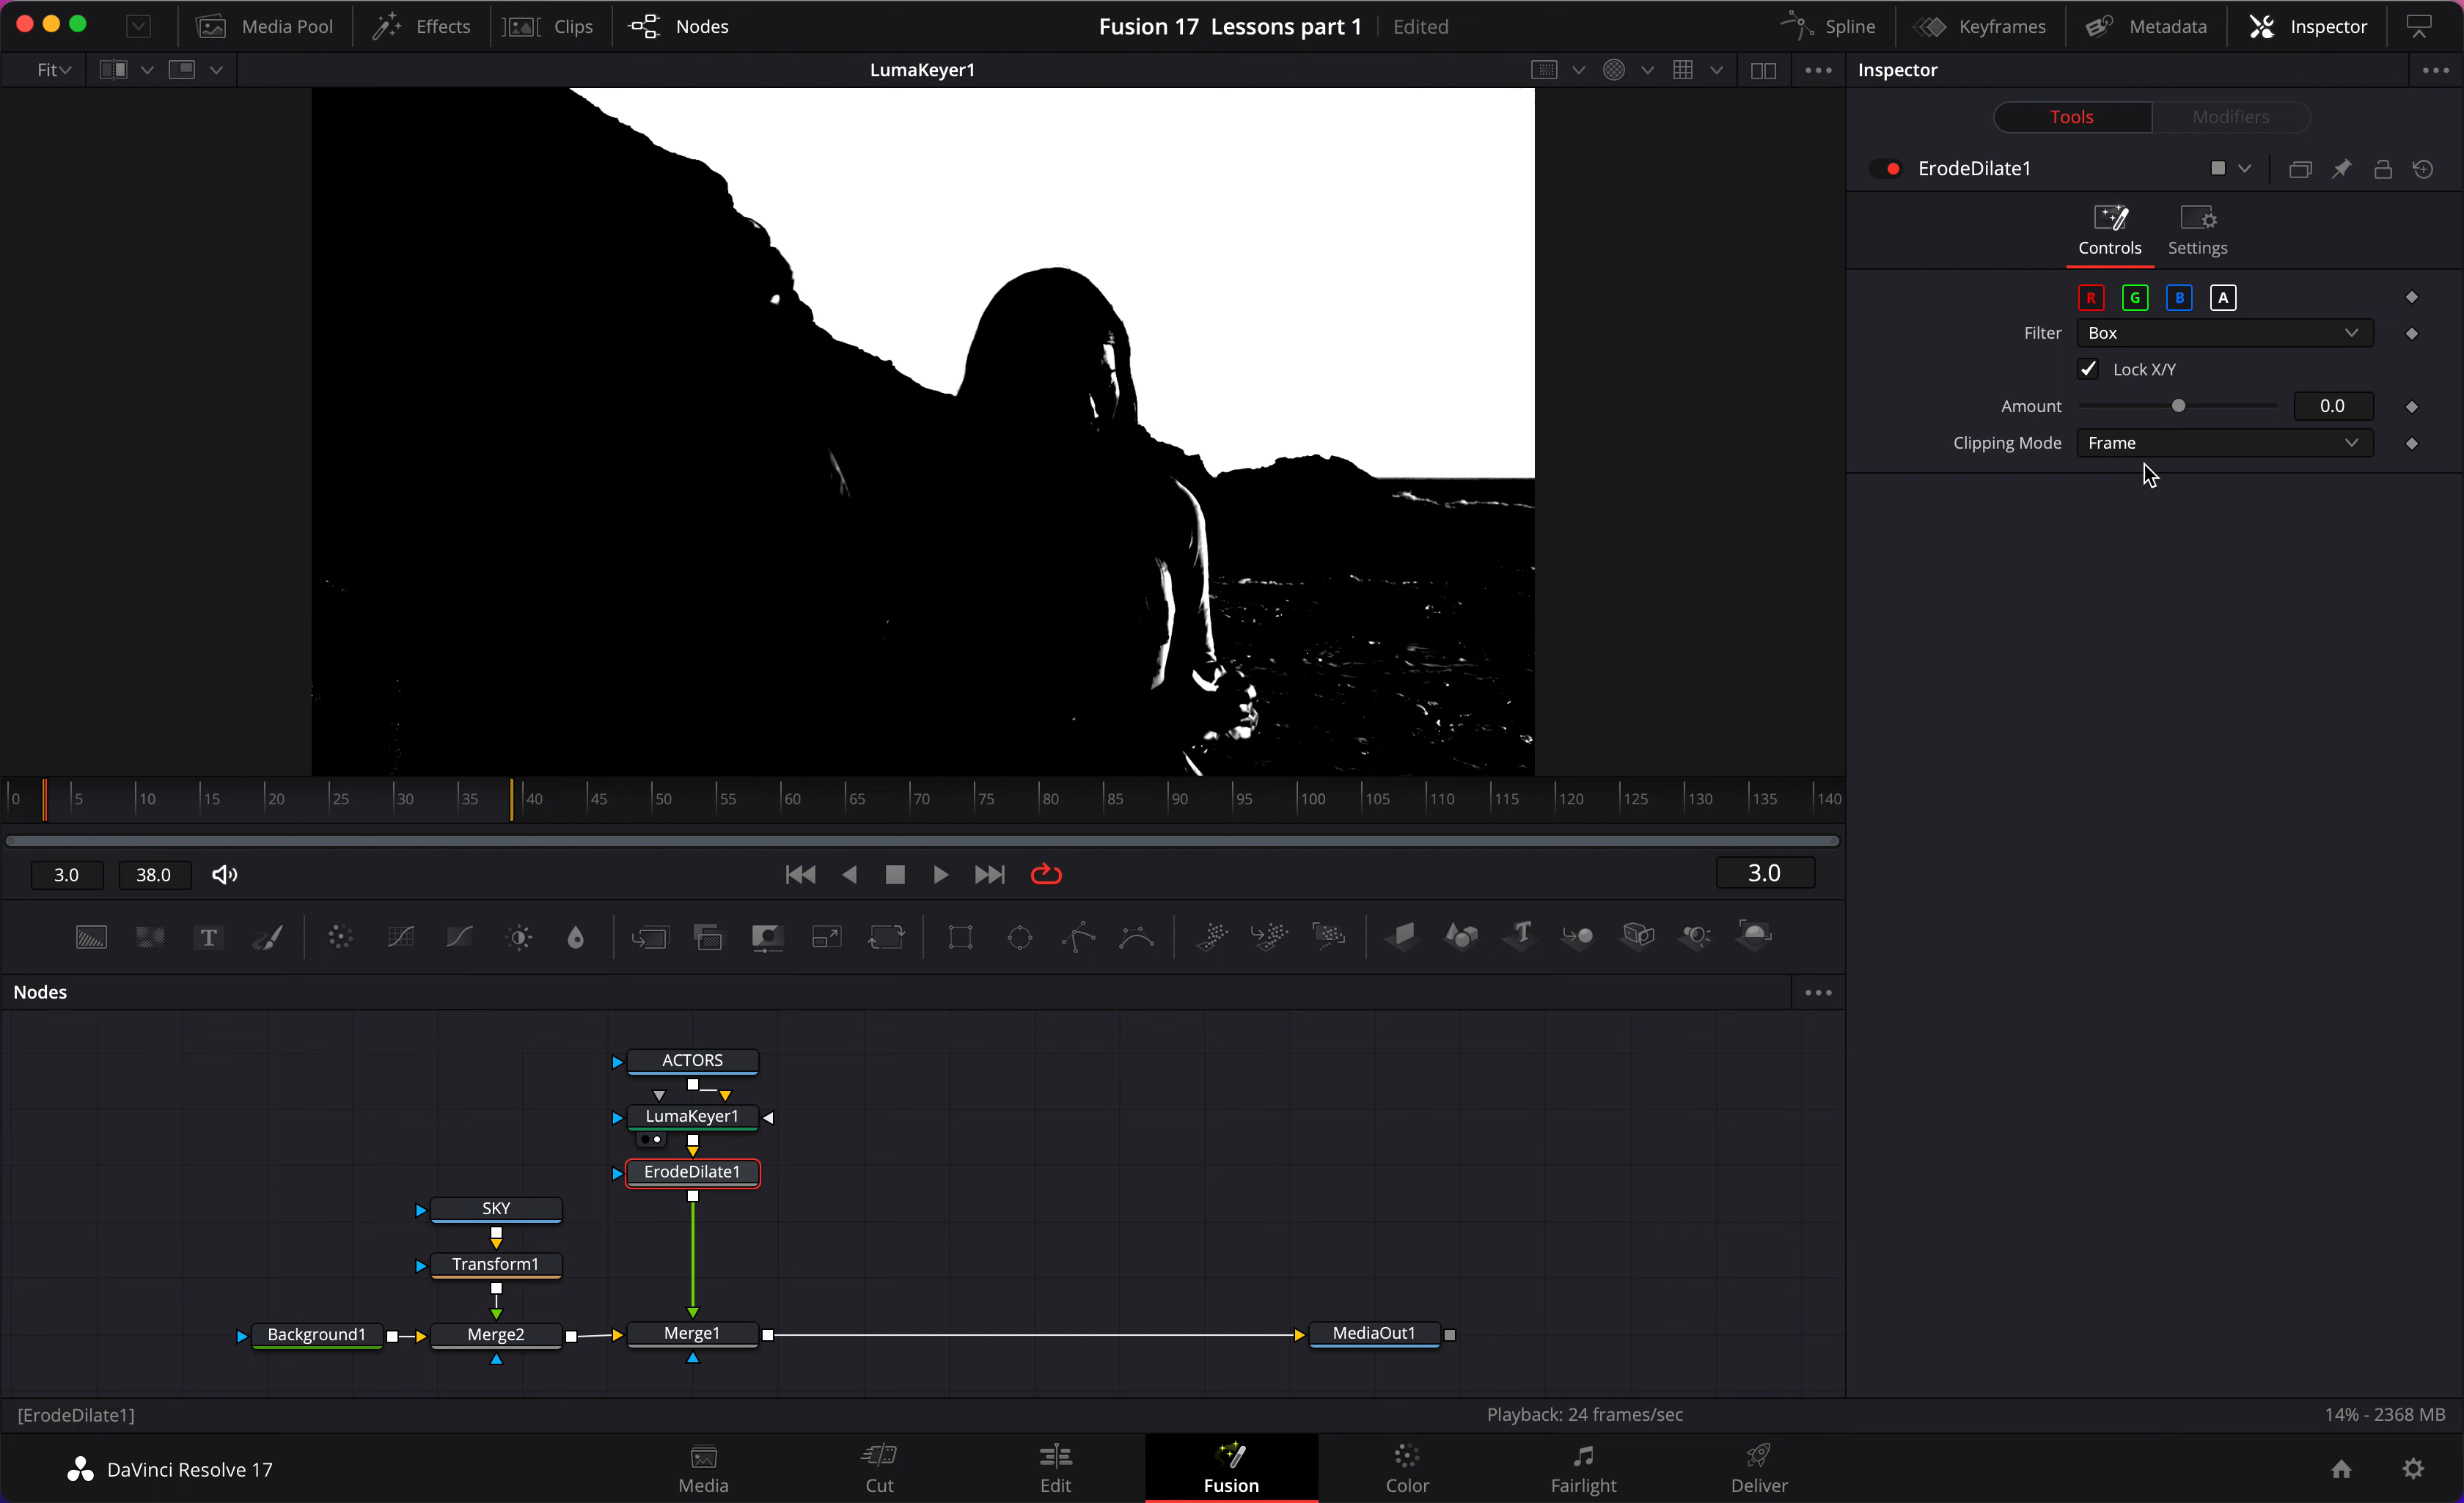 Media Pool Effects Clips Nodes Fusion 17 Lessons part 1 Edited Spline Keyframes Metadata Inspector
Fit LumaKeyer1 Inspector
Tools Modifiers
ErodeDilate1
Controls Settings
R G B A
Filter Box
Lock X/Y
Amount 0.0
Clipping Mode Frame
0 5 10 15 20 25 30 35 40 45 50 55 60 65 70 75 80 85 90 95 100 105 110 115 120 125 130 135 140
3.0 38.0 3.0
T T
Nodes
ACTORS
LumaKeyer1
ErodeDilate1
SKY
Transform1
Background1 Merge2 Merge1 MediaOut1
[ErodeDilate1] Playback: 24 frames/sec 14% - 2368 MB
DaVinci Resolve 17 Media Cut Edit Fusion Color Fairlight Deliver